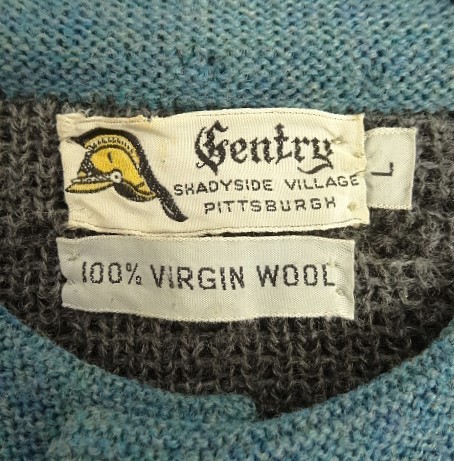 Gentry
SHADYSIDE VILLAGE
PITTSBURGH
L
100% VIRGIN WOOL